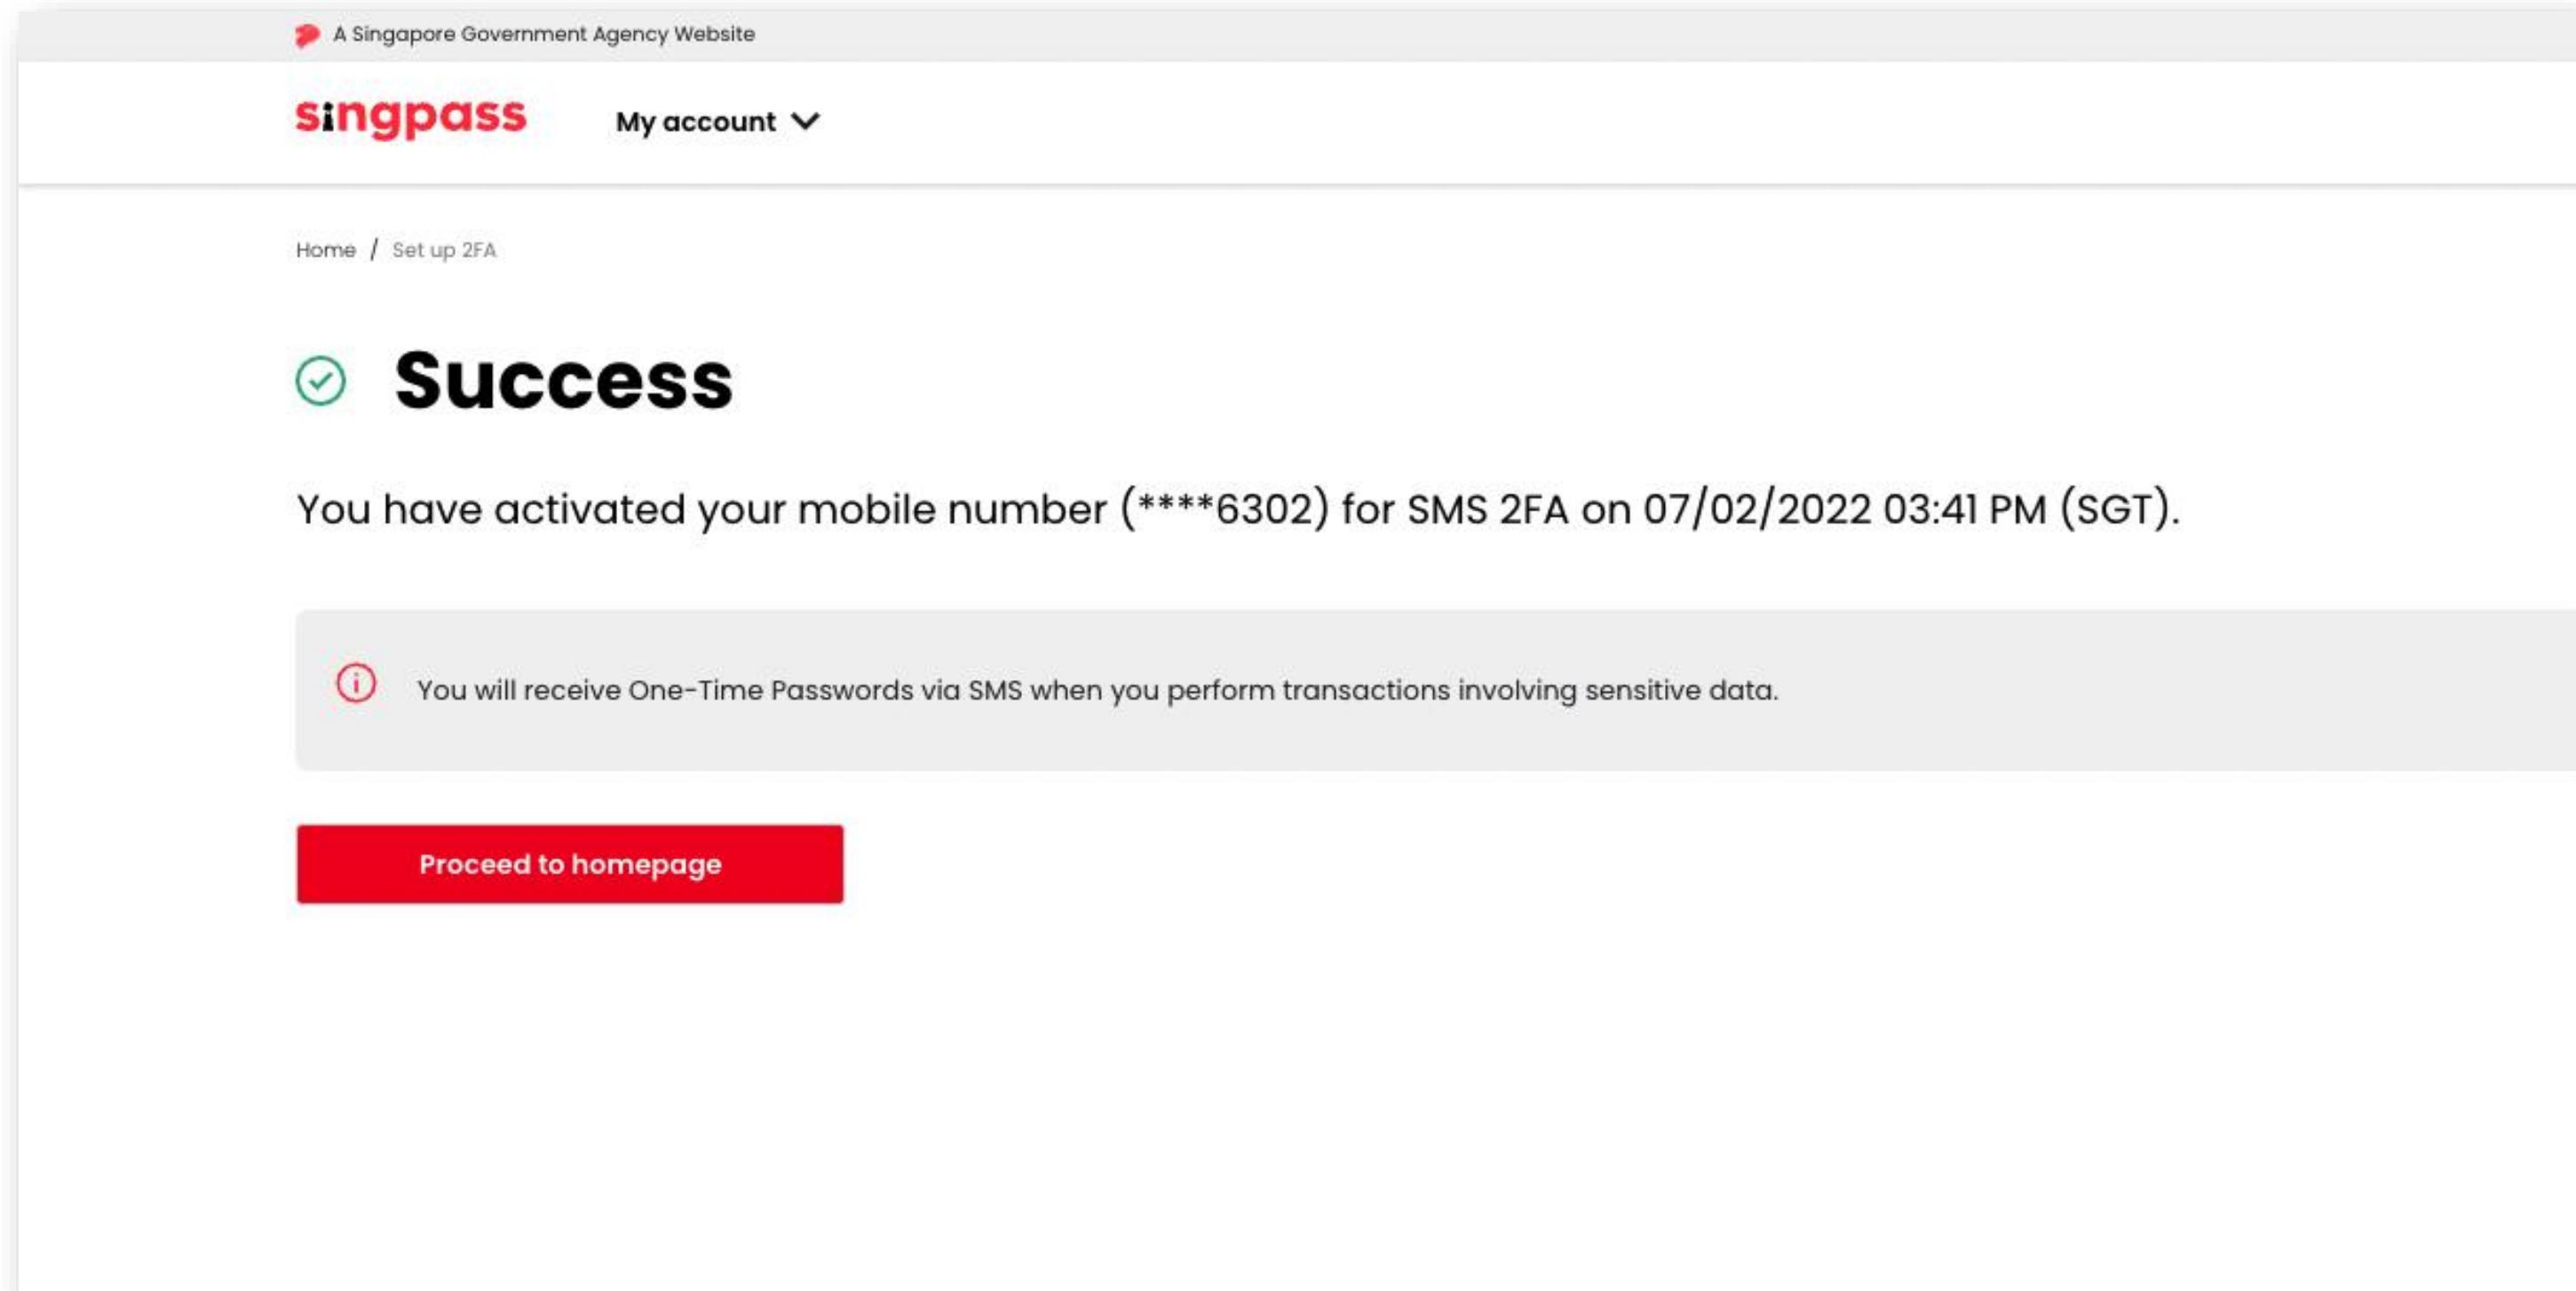 A Singapore Government Agency Website
singpass
My account
Home / Set up 2FA
Success
You have activated your mobile number (****6302) for SMS 2FA on 07/02/2022 03:41 PM (SGT).
You will receive One-Time Passwords via SMS when you perform transactions involving sensitive data.
Proceed to homepage